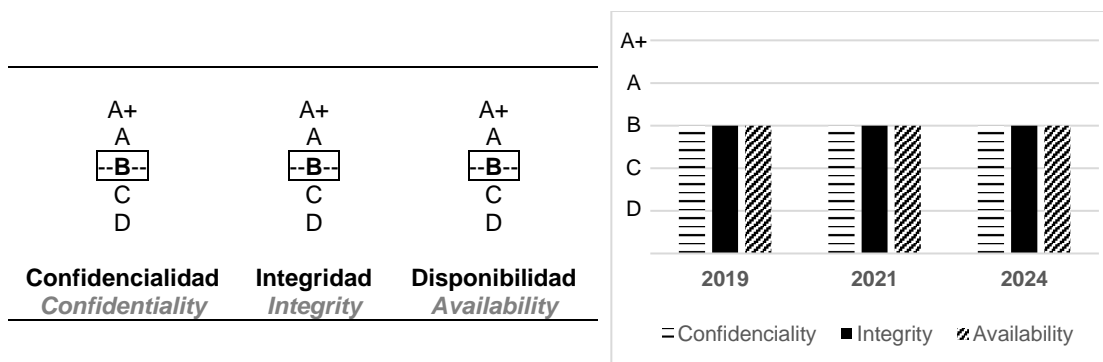 A+ A+ A+
A A A
--B-- --B-- --B--
C C C
D D D
Confidencialidad Integridad Disponibilidad
Confidentiality Integrity Availability
A+
A
B
C
D
2019 2021 2024
Confidenciality Integrity Availability